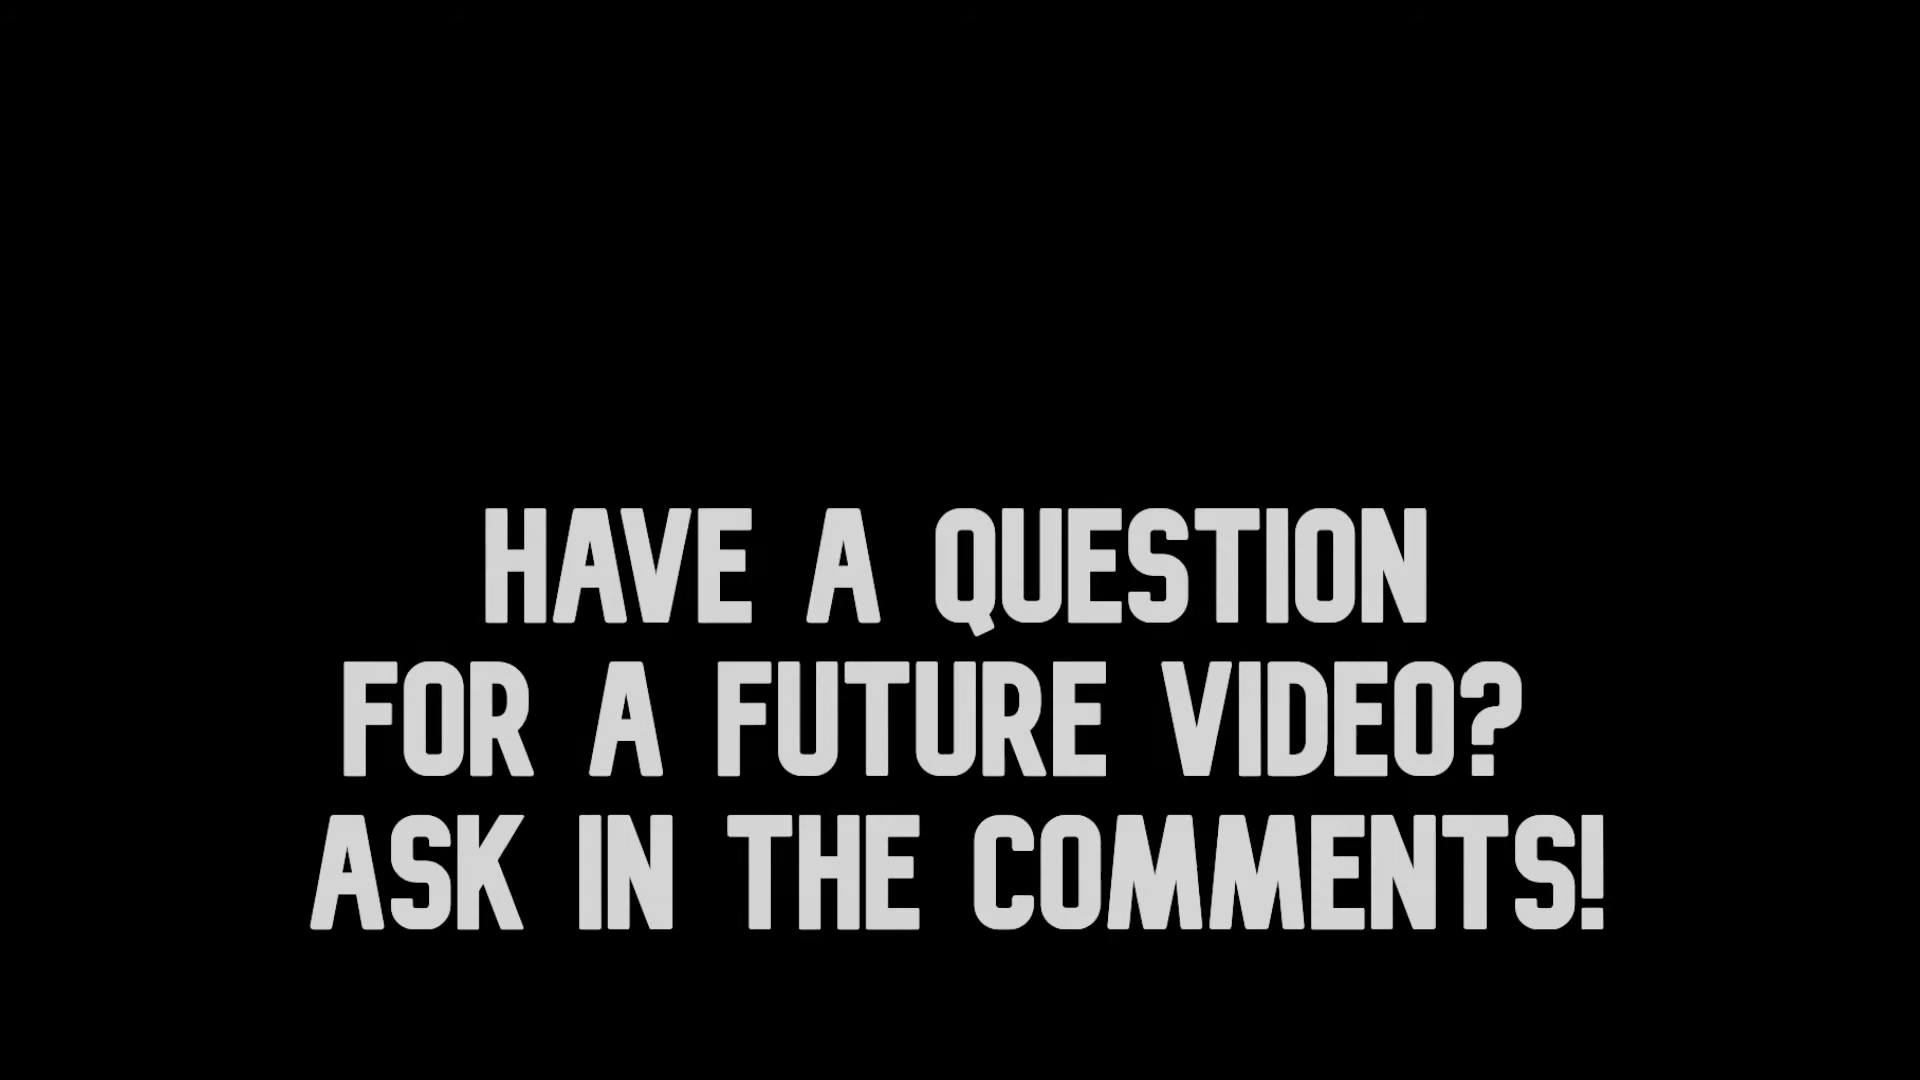 HAVE A QUESTION
FOR A FUTURE VIDEO?
ASK IN THE COMMENTS!